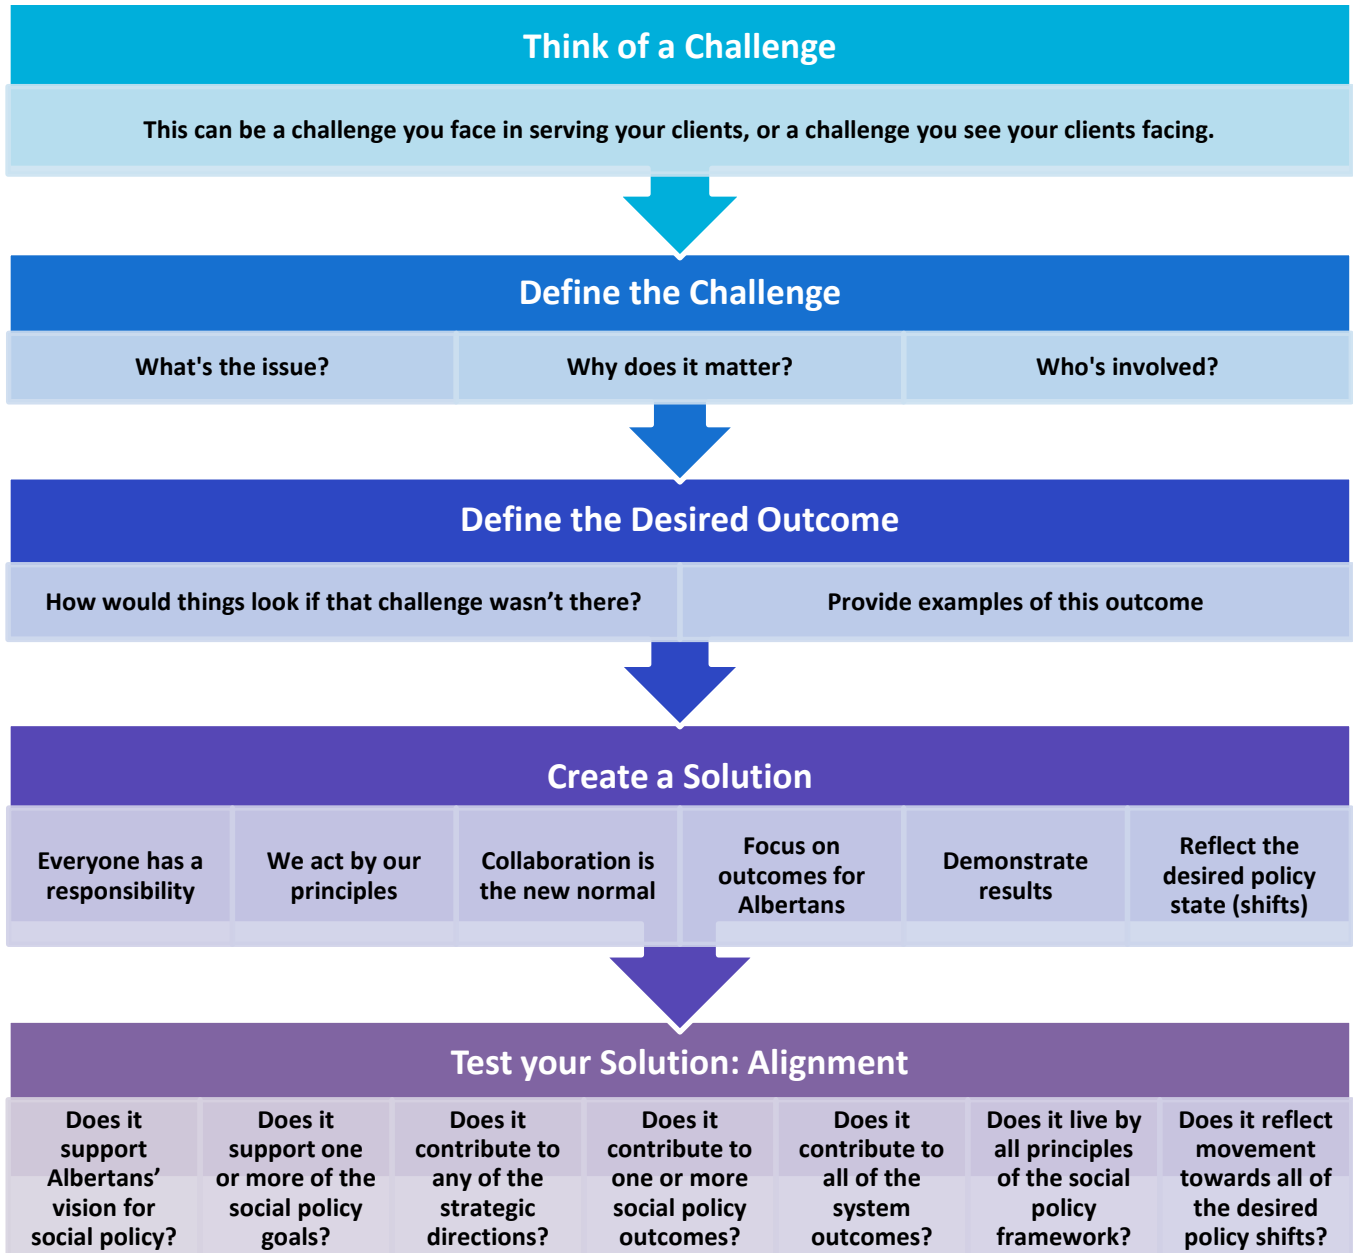 Think of a Challenge
This can be a challenge you face in serving your clients, or a challenge you see your clients facing.
Define the Challenge
What's the issue?
Why does it matter?
Who's involved?
Define the Desired Outcome
How would things look if that challenge wasn’t there?
Provide examples of this outcome
Create a Solution
Everyone has a
responsibility
We act by our
principles
Collaboration is
the new normal
Focus on
outcomes for
Albertans
Demonstrate
results
Reflect the
desired policy
state (shifts)
Test your Solution: Alignment
Does it
support
Albertans’
vision for
social policy?
Does it
support one
or more of the
social policy
goals?
Does it
contribute to
any of the
strategic
directions?
Does it
contribute to
one or more
social policy
outcomes?
Does it
contribute to
all of the
system
outcomes?
Does it live by
all principles
of the social
policy
framework?
Does it reflect
movement
towards all of
the desired
policy shifts?